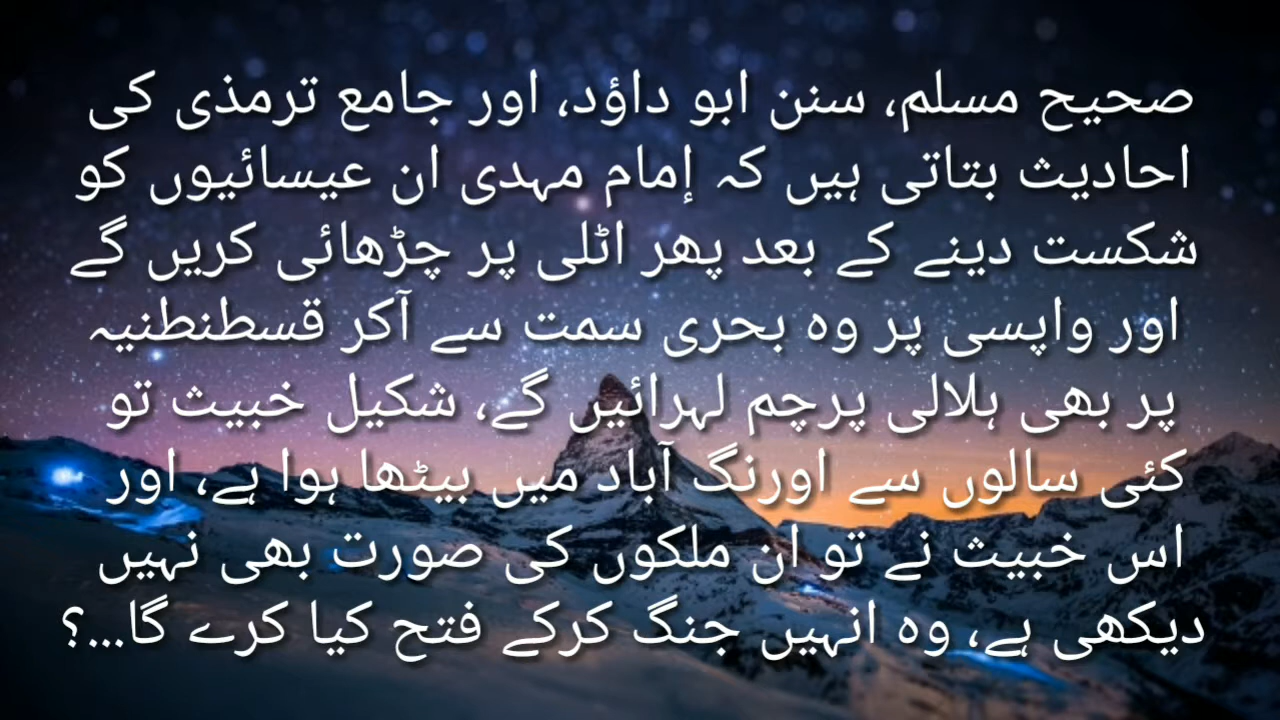 صحیح مسلم، سنن ابو داؤد، اور جامع ترمذی کی
احادیث بتاتی ہیں کہ إمام مہدی ان عیسائیوں کو
شکست دینے کے بعد پھر اٹلی پر چڑھائی کریں گے
اور واپسی پر وہ بحری سمت سے آکر قسطنطنیہ
پر بھی ہلالی پرچم لہرائیں گے، شکیل خبیث تو
کئی سالوں سے اورنگ آباد میں بیٹھا ہوا ہے، اور
اس خبیث نے تو ان ملکوں کی صورت بھی نہیں
دیکھی ہے، وہ انہیں جنگ کرکے فتح کیا کرے گا...؟